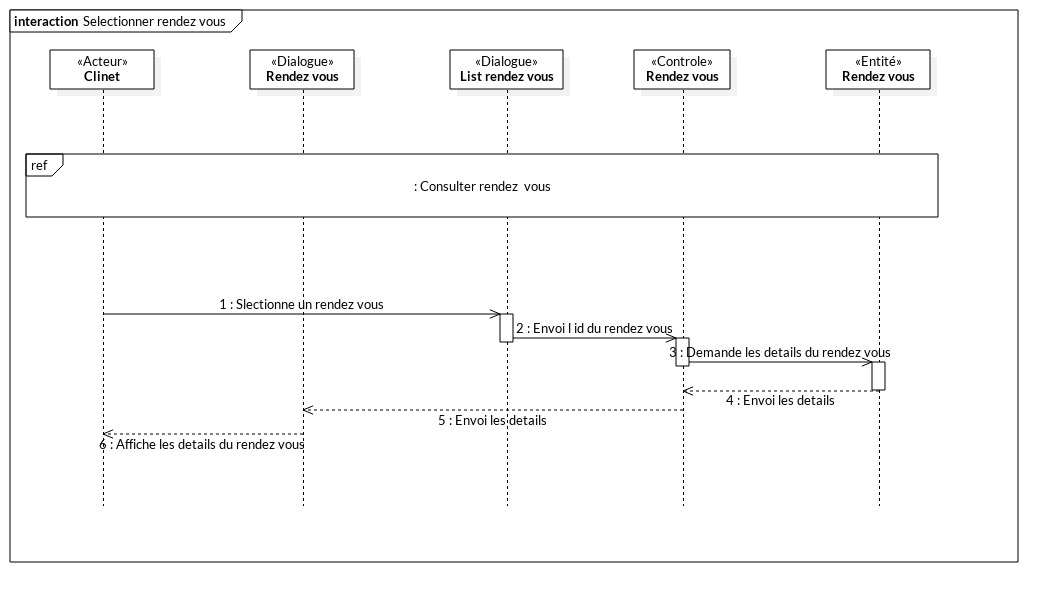 interaction Selectionner rendez vous
«Acteur»
Clinet
«Dialogue»
Rendez vous
«Dialogue»
List rendez vous
«Controle»
Rendez vous
«Entité»
Rendez vous
ref
: Consulter rendez  vous
1 : Slectionne un rendez vous
2 : Envoi l id du rendez vous
3 : Demande les details du rendez vous
4 : Envoi les details
5 : Envoi les details
6 : Affiche les details du rendez vous